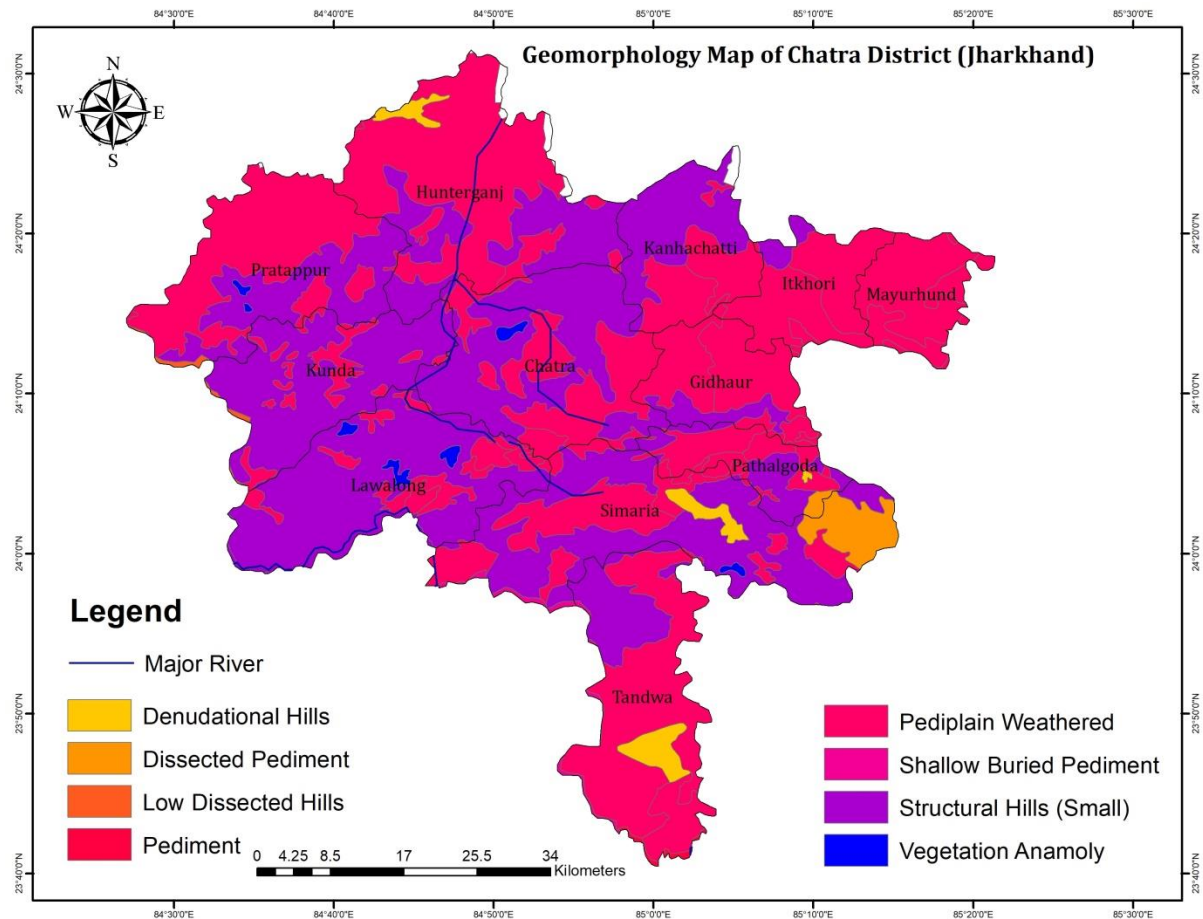 84°30'0"E 84°40'0"E 84°50'0"E 85°0'0"E 85°10'0"E 85°20'0"E 85°30'0"E
Geomorphology Map of Chatra District (Jharkhand)
N
W E
S
24°30'0"N 24°30'0"N
Hunterganj
24°20'0"N 24°20'0"N
Kanhachatti
Pratappur
Itkhori
Mayurhund
Kunda
Chatra
Gidhaur
24°10'0"N 24°10'0"N
Pathalgoda
Lawalong
Simaria
24°0'0"N 24°0'0"N
Tandwa
23°50'0"N 23°50'0"N
23°40'0"N 23°40'0"N
Legend
Major River
Denudational Hills
Dissected Pediment
Low Dissected Hills
Pediment
Pediplain Weathered
Shallow Buried Pediment
Structural Hills (Small)
Vegetation Anamoly
0 4.25 8.5 17 25.5 34
Kilometers
84°30'0"E 84°40'0"E 84°50'0"E 85°0'0"E 85°10'0"E 85°20'0"E 85°30'0"E